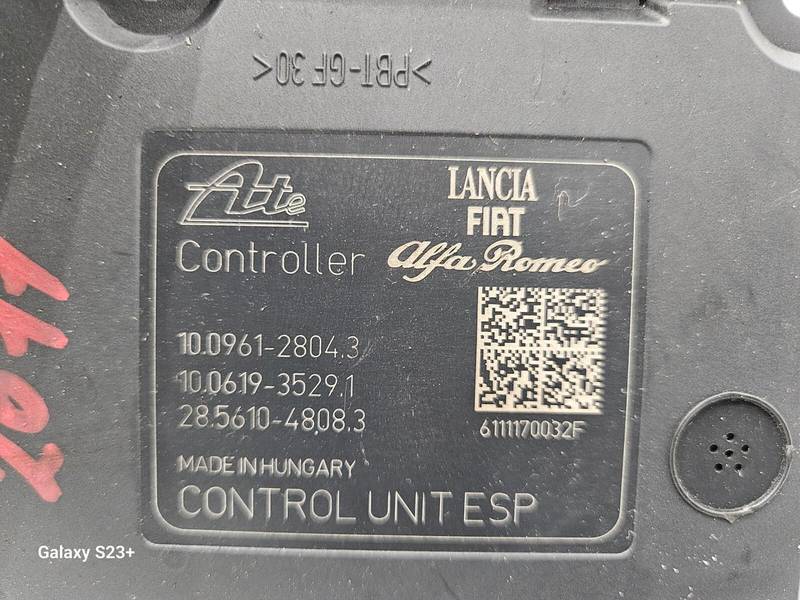 >PBT-GF 30<
Ate
LANCIA
FIAT
Alfa Romeo
Controller
10.0961-2804.3
10.0619-3529.1
28.5610-4808.3
6111170032F
MADE IN HUNGARY
CONTROL UNIT ESP
Galaxy S23+